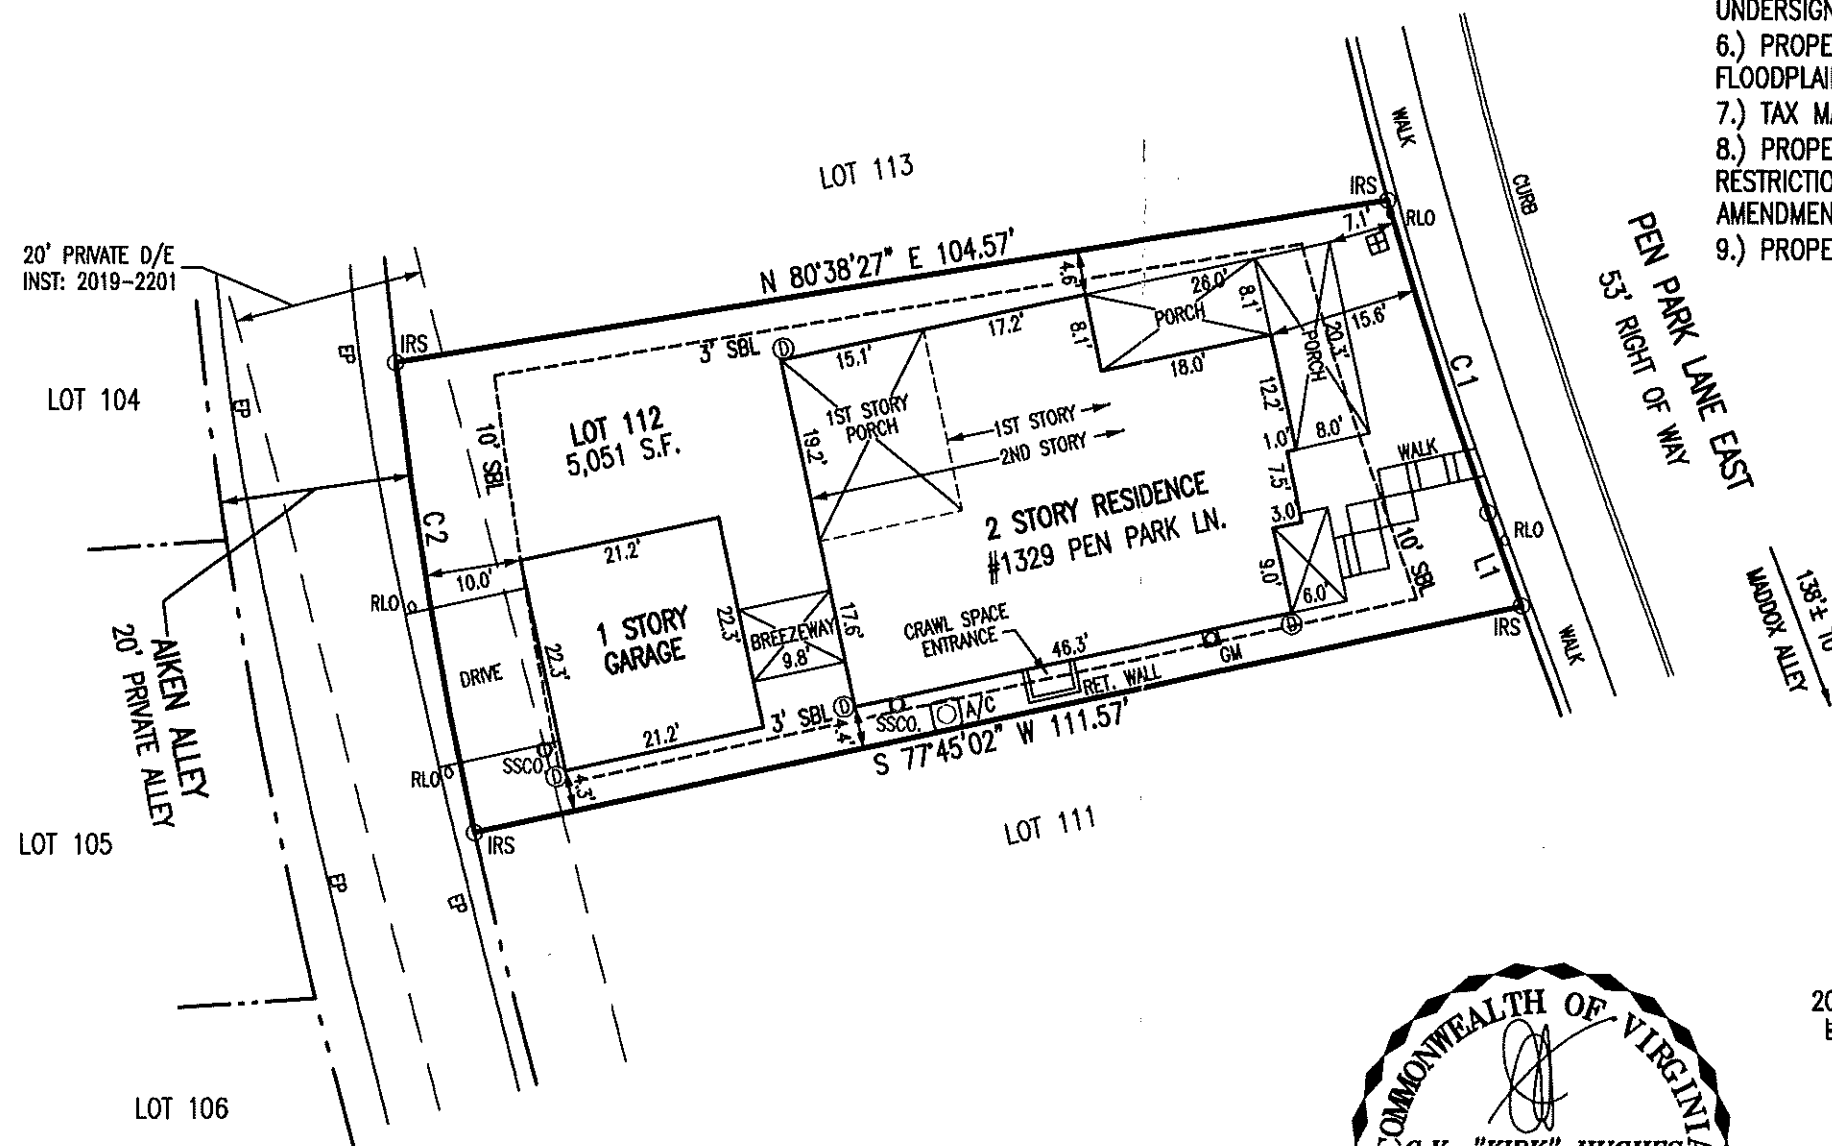 UNDERSIGN
6.) PROPE
FLOODPLAI
7.) TAX MA
8.) PROPE
RESTRICTIO
AMENDMEN
9.) PROPE
LOT 113
20' PRIVATE D/E
INST: 2019-2201
N 80°38'27" E 104.57'
IRS
RLO
WALK
CURB
PEN PARK LANE EAST
53' RIGHT OF WAY
7.1'
4.6'
26.0'
8.1'
PORCH
15.6'
IRS
EP
EP
LOT 104
3' SBL
D
15.1'
17.2'
8.1'
18.0'
20.3'
PORCH
C1
10' SBL
LOT 112
5,051 S.F.
1ST STORY
PORCH
19.2'
1ST STORY
2ND STORY
12.2'
1.0'
8.0'
WALK
7.5'
C2
2 STORY RESIDENCE
#1329 PEN PARK LN.
3.0'
9.0'
6.0'
10' SBL
RLO
L1
21.2'
10.0'
RLO
1 STORY
GARAGE
22.3'
22.3'
BREEZEWAY
9.8'
17.6'
CRAWL SPACE
ENTRANCE
46.3'
D
GM
IRS
WALK
138'± TO
MADDOX ALLEY
DRIVE
AIKEN ALLEY
20' PRIVATE ALLEY
RET. WALL
A/C
SSCO.
D
3' SBL
4.4'
21.2'
S 77°45'02" W 111.57'
RLO
SSCO.
D
4.3'
IRS
LOT 111
LOT 105
EP
EP
LOT 106
20
COMMONWEALTH OF VIRGINIA
"KIRK" HUGHES